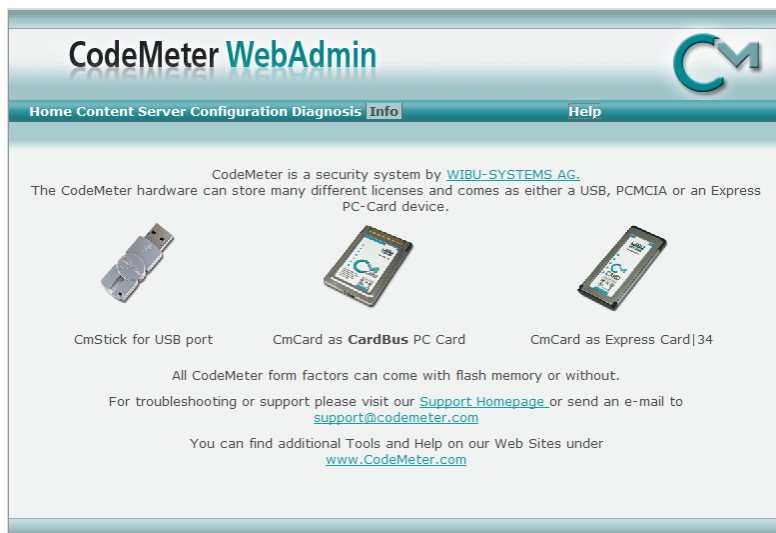 CodeMeter WebAdmin
Home Content Server Configuration Diagnosis Info Help
CodeMeter is a security system by WIBU-SYSTEMS AG.
The CodeMeter hardware can store many different licenses and comes as either a USB, PCMCIA or an Express
PC-Card device.
CmStick for USB port CmCard as CardBus PC Card CmCard as Express Card|34
All CodeMeter form factors can come with flash memory or without.
For troubleshooting or support please visit our Support Homepage or send an e-mail to
support@codemeter.com
You can find additional Tools and Help on our Web Sites under
www.CodeMeter.com